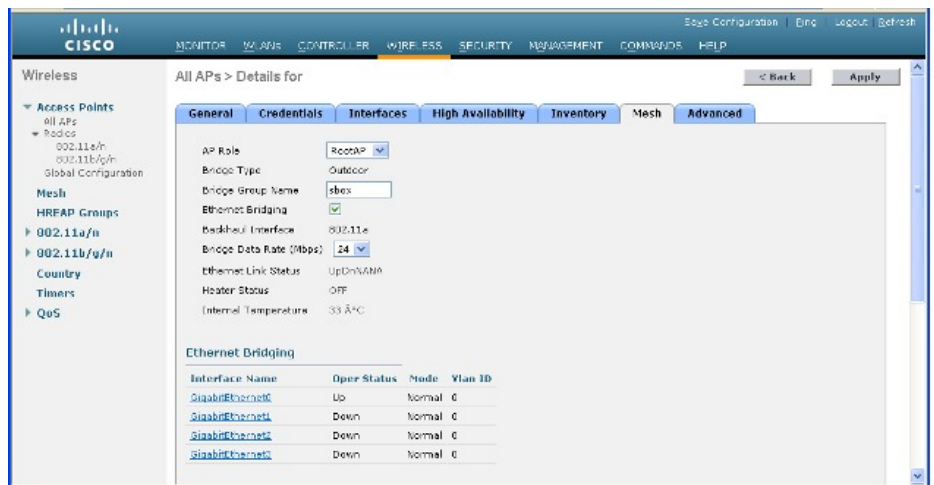 Save Configuration | Ping | Logout | Refresh
CISCO
MONITOR WLANs CONTROLLER WIRELESS SECURITY MANAGEMENT COMMANDS HELP
Wireless
Access Points
All APs
Radios
802.11a/n
802.11b/g/n
Global Configuration
Mesh
HREAP Groups
802.11a/n
802.11b/g/n
Country
Timers
QoS
All APs > Details for
< Back
Apply
General Credentials Interfaces High Availability Inventory Mesh Advanced
AP Role RootAP
Bridge Type Outdoor
Bridge Group Name sbox
Ethernet Bridging
Backhaul Interface 802.11a
Bridge Data Rate (Mbps) 24
Ethernet Link Status UpDnNANA
Heater Status OFF
Internal Temperature 33 Â°C
Ethernet Bridging
Interface Name Oper Status Mode Vlan ID
GigabitEthernet0 Up Normal 0
GigabitEthernet1 Down Normal 0
GigabitEthernet2 Down Normal 0
GigabitEthernet3 Down Normal 0